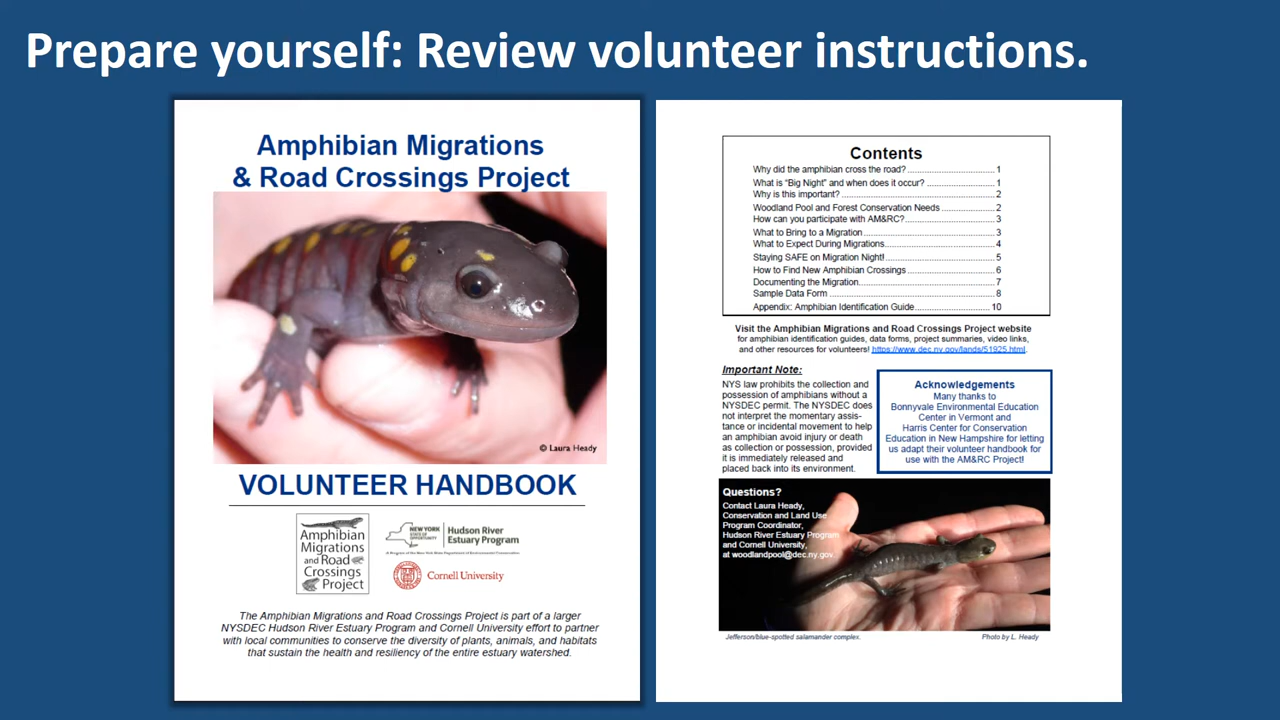 Prepare yourself: Review volunteer instructions.
Amphibian Migrations
& Road Crossings Project
© Laura Heady
VOLUNTEER HANDBOOK
Amphibian
Migrations
and Road
Crossings
Project
NEW YORK
STATE OF
OPPORTUNITY
Hudson River
Estuary Program
A Program of the New York State Department of Environmental Conservation
Cornell University
The Amphibian Migrations and Road Crossings Project is part of a larger
NYSDEC Hudson River Estuary Program and Cornell University effort to partner
with local communities to conserve the diversity of plants, animals, and habitats
that sustain the health and resiliency of the entire estuary watershed.
Contents
Why did the amphibian cross the road? 1
What is “Big Night” and when does it occur? 1
Why is this important? 2
Woodland Pool and Forest Conservation Needs 2
How can you participate with AM&RC? 3
What to Bring to a Migration 3
What to Expect During Migrations 4
Staying SAFE on Migration Night! 5
How to Find New Amphibian Crossings 6
Documenting the Migration 7
Sample Data Form 8
Appendix: Amphibian Identification Guide 10
Visit the Amphibian Migrations and Road Crossings Project website
for amphibian identification guides, data forms, project summaries, video links,
and other resources for volunteers! https://www.dec.ny.gov/lands/51925.html.
Important Note:
NYS law prohibits the collection and
possession of amphibians without a
NYSDEC permit. The NYSDEC does
not interpret the momentary assis-
tance or incidental movement to help
an amphibian avoid injury or death
as collection or possession, provided
it is immediately released and
placed back into its environment.
Acknowledgements
Many thanks to
Bonnyvale Environmental Education
Center in Vermont and
Harris Center for Conservation
Education in New Hampshire for letting
us adapt their volunteer handbook for
use with the AM&RC Project!
Questions?
Contact Laura Heady,
Conservation and Land Use
Program Coordinator,
Hudson River Estuary Program
and Cornell University,
at woodlandpool@dec.ny.gov.
Jefferson/blue-spotted salamander complex.
Photo by L. Heady